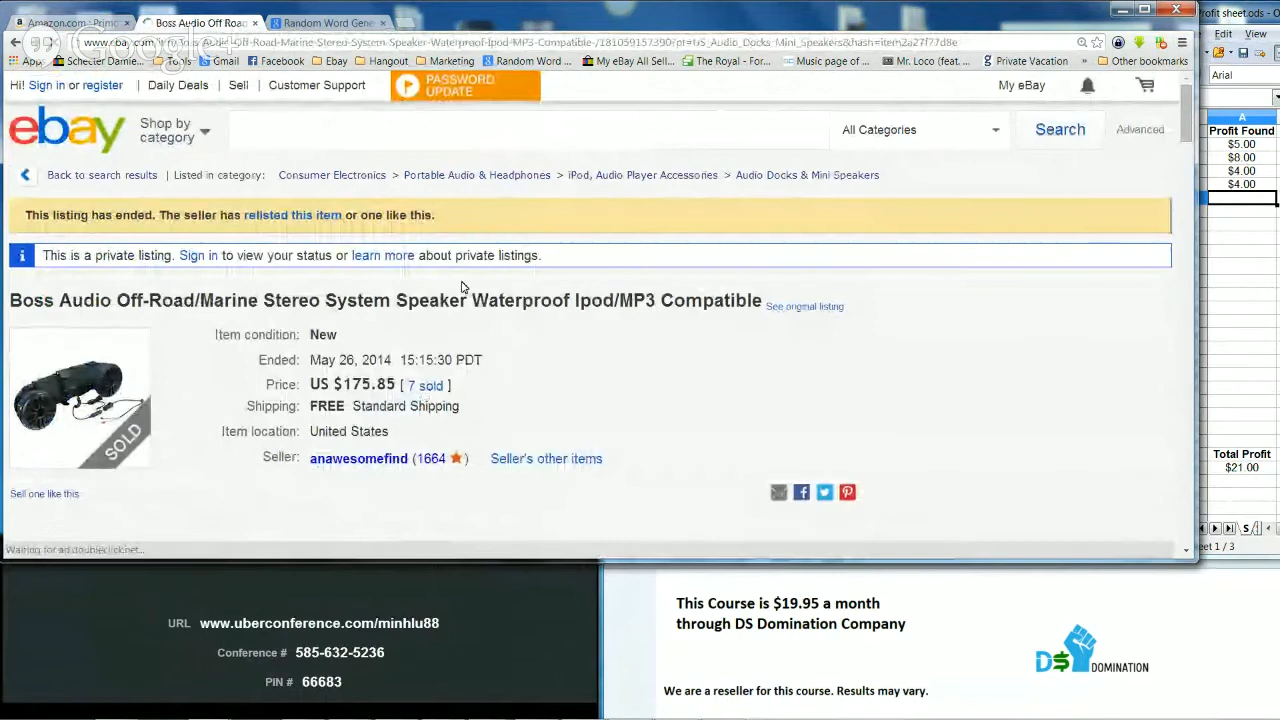 Amazon.com : Primo
Boss Audio Off Road
Random Word Gene
rofit sheet.ods -
Google+
Edit View
Apps Schecter Damie Toys Gmail Facebook Ebay Hangout Marketing Random Word ... My eBay All Sell... The Royal - For... Music page of ... Mr. Loco (feat. ... Private Vacation Other bookmarks
Arial
Hi! Sign in or register Daily Deals Sell Customer Support PASSWORD UPDATE My eBay
ebay Shop by category All Categories Search Advanced
A
Profit Found
$5.00
$8.00
$4.00
$4.00
Back to search results Listed in category: Consumer Electronics > Portable Audio & Headphones > iPod, Audio Player Accessories > Audio Docks & Mini Speakers
This listing has ended. The seller has relisted this item or one like this.
This is a private listing. Sign in to view your status or learn more about private listings.
Boss Audio Off-Road/Marine Stereo System Speaker Waterproof Ipod/MP3 Compatible See original listing
Item condition: New
Ended: May 26, 2014 15:15:30 PDT
Price: US $175.85 [ 7 sold ]
Shipping: FREE Standard Shipping
Item location: United States
Seller: anawesomefind (1664 )
Seller's other items
SOLD
Sell one like this
Total Profit
$21.00
eet 1 / 3
URL www.uberconference.com/minhlu88
Conference # 585-632-5236
PIN # 66683
This Course is $19.95 a month
through DS Domination Company
D$ DOMINATION
We are a reseller for this course. Results may vary.